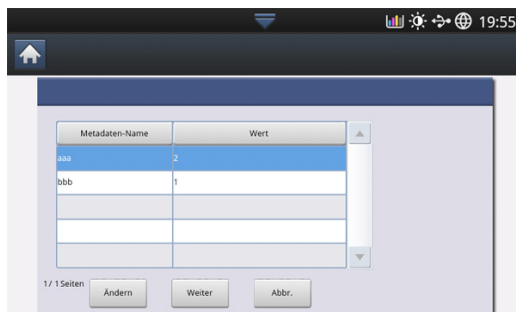 19:55
Metadaten-Name Wert
aaa 2
bbb 1
1/ 1 Seiten
Ändern Weiter Abbr.